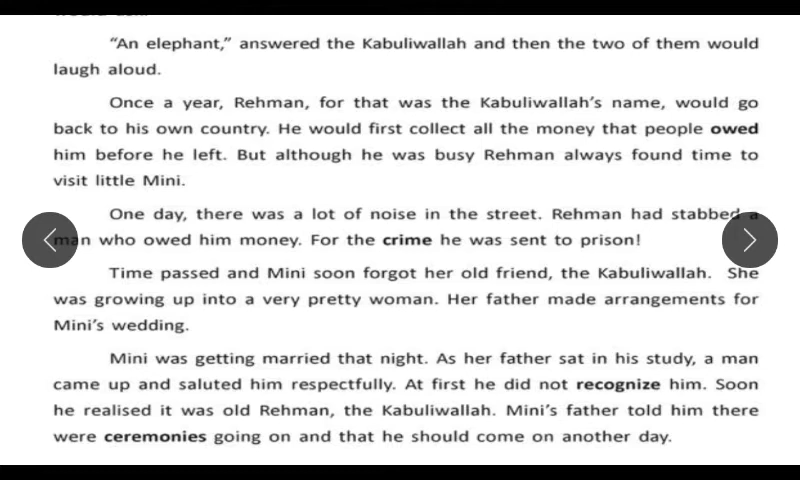 “An elephant,” answered the Kabuliwallah and then the two of them would
laugh aloud.
Once a year, Rehman, for that was the Kabuliwallah’s name, would go
back to his own country. He would first collect all the money that people owed
him before he left. But although he was busy Rehman always found time to
visit little Mini.
One day, there was a lot of noise in the street. Rehman had stabbed a
man who owed him money. For the crime he was sent to prison!
Time passed and Mini soon forgot her old friend, the Kabuliwallah. She
was growing up into a very pretty woman. Her father made arrangements for
Mini’s wedding.
Mini was getting married that night. As her father sat in his study, a man
came up and saluted him respectfully. At first he did not recognize him. Soon
he realised it was old Rehman, the Kabuliwallah. Mini’s father told him there
were ceremonies going on and that he should come on another day.